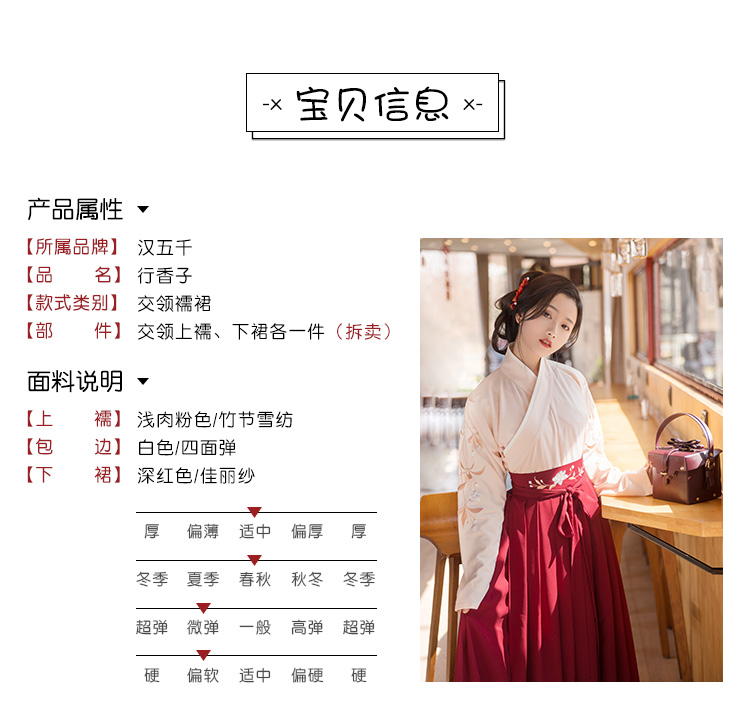 -× 宝贝信息 ×-
产品属性
【所属品牌】 汉五千
【品 名】 行香子
【款式类别】 交领襦裙
【部 件】 交领上襦、下裙各一件（拆卖）
面料说明
【上 襦】 浅肉粉色/竹节雪纺
【包 边】 白色/四面弹
【下 裙】 深红色/佳丽纱
厚 偏薄 适中 偏厚 厚
冬季 夏季 春秋 秋冬 冬季
超弹 微弹 一般 高弹 超弹
硬 偏软 适中 偏硬 硬